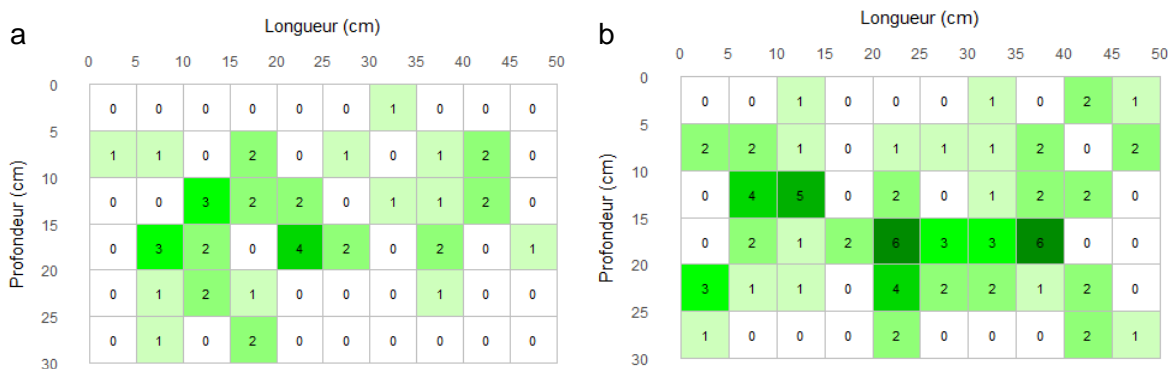 a
Longueur (cm)
0 5 10 15 20 25 30 35 40 45 50
Profondeur (cm)
0
0 0 0 0 0 0 1 0 0 0
5
1 1 0 2 0 1 0 1 2 0
10
0 0 3 2 2 0 1 1 2 0
15
0 3 2 0 4 2 0 2 0 1
20
0 1 2 1 0 0 0 1 0 0
25
0 1 0 2 0 0 0 0 0 0
30
b
Longueur (cm)
0 5 10 15 20 25 30 35 40 45 50
Profondeur (cm)
0
0 0 1 0 0 0 1 0 2 1
5
2 2 1 0 1 1 1 2 0 2
10
0 4 5 0 2 0 1 2 2 0
15
0 2 1 2 6 3 3 6 0 0
20
3 1 1 0 4 2 2 1 2 0
25
1 0 0 0 2 0 0 0 2 1
30